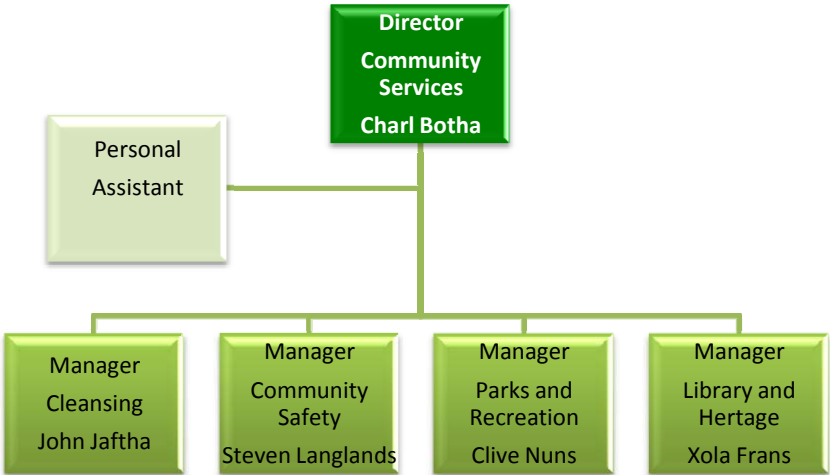 Director
Community
Services
Charl Botha
Personal
Assistant
Manager
Cleansing
John Jaftha
Manager
Community
Safety
Steven Langlands
Manager
Parks and
Recreation
Clive Nuns
Manager
Library and
Hertage
Xola Frans